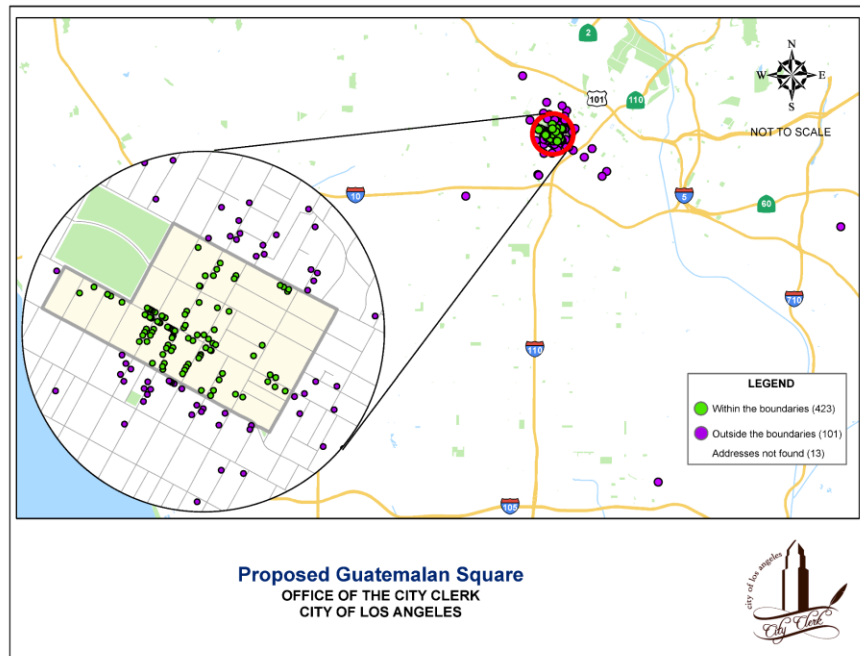 2
N
W E
S
101
110
NOT TO SCALE
10
5
60
710
110
LEGEND
Within the boundaries (423)
Outside the boundaries (101)
Addresses not found (13)
105
Proposed Guatemalan Square
OFFICE OF THE CITY CLERK
CITY OF LOS ANGELES
city of los angeles
City Clerk